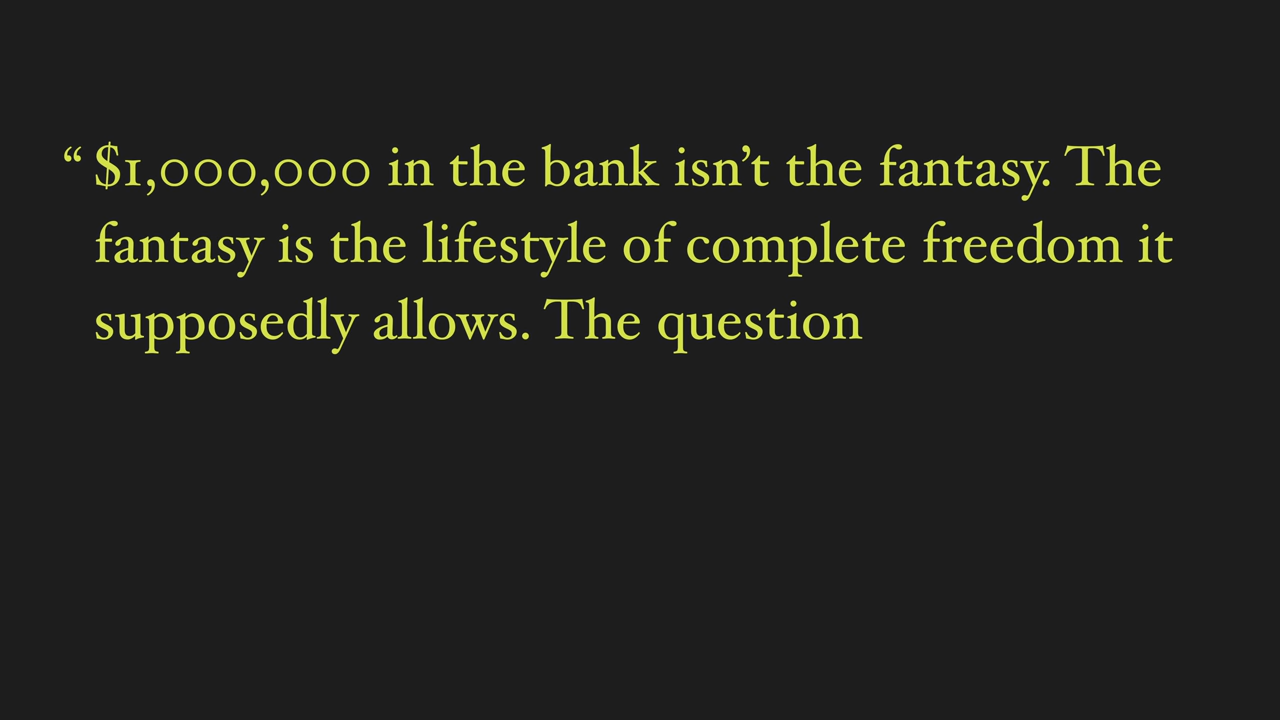 “ $1,000,000 in the bank isn’t the fantasy. The
fantasy is the lifestyle of complete freedom it
supposedly allows. The question